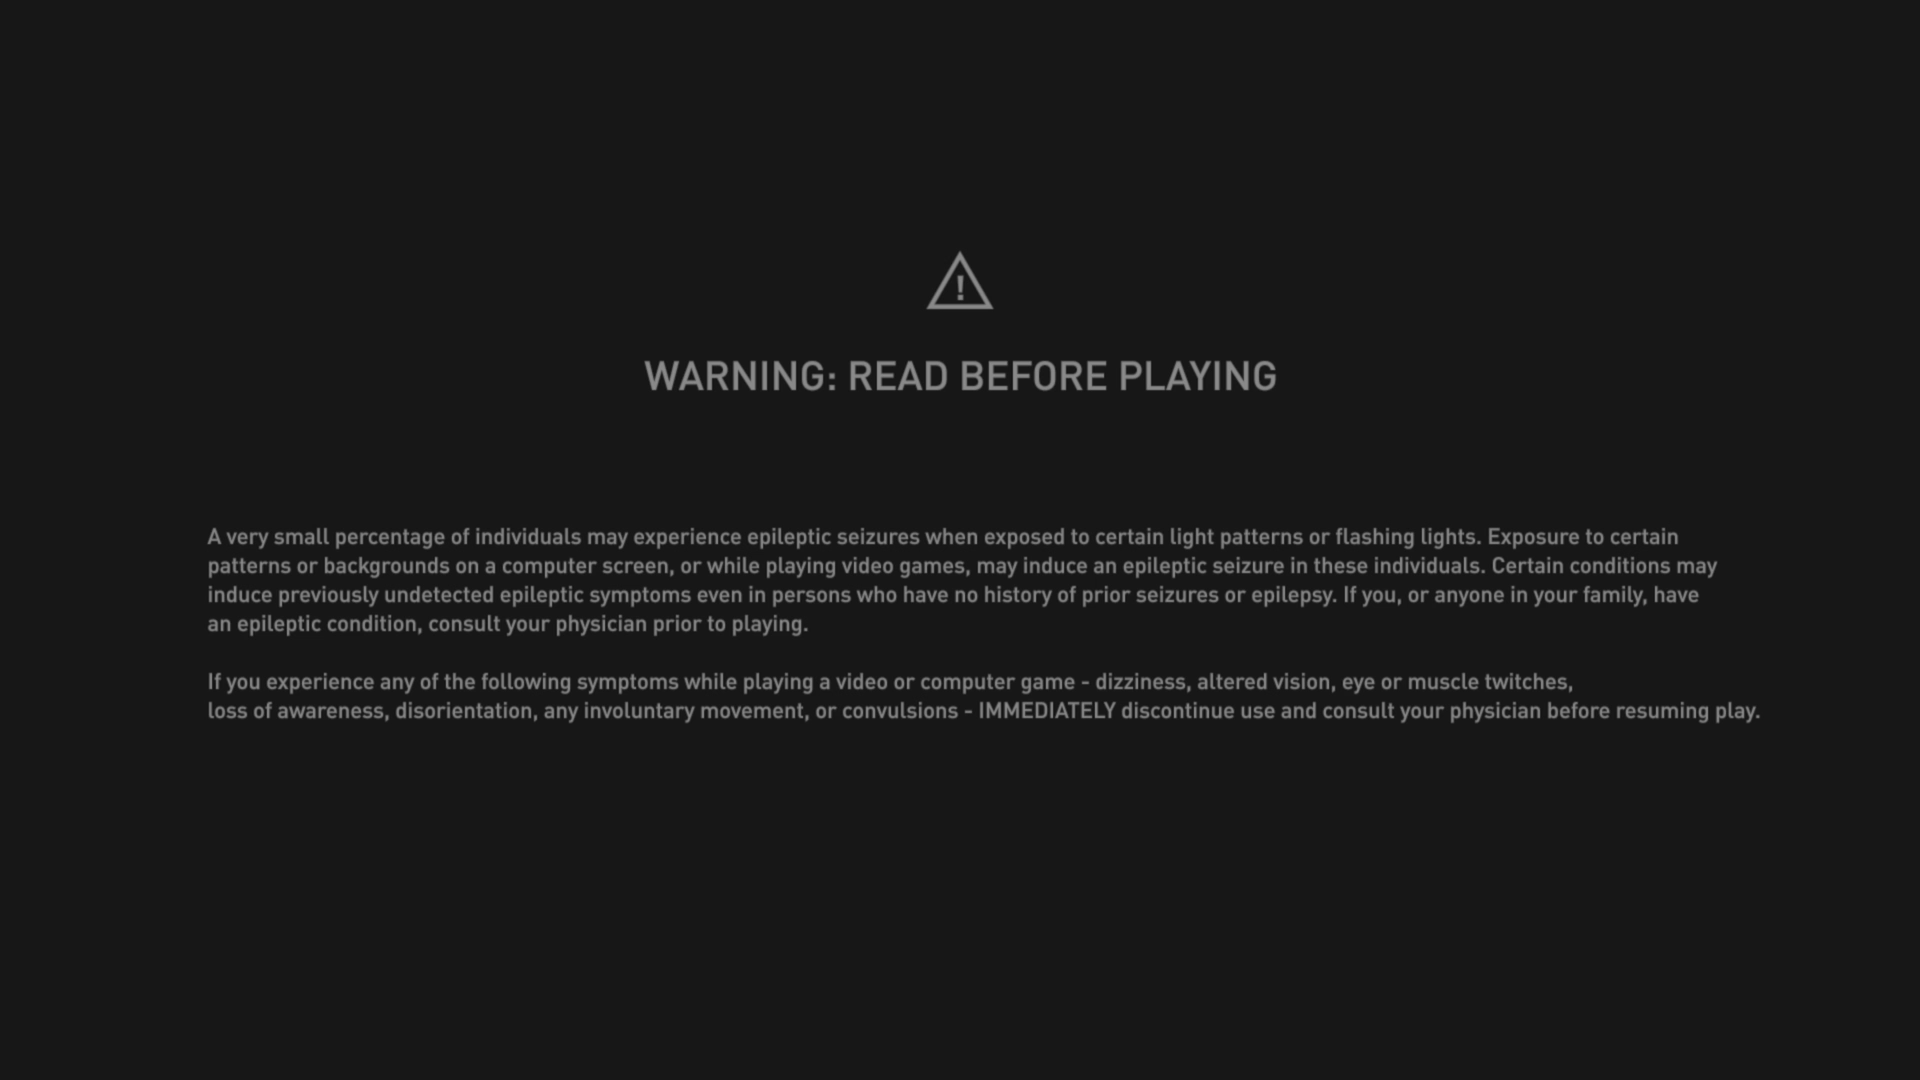 !
WARNING: READ BEFORE PLAYING
A very small percentage of individuals may experience epileptic seizures when exposed to certain light patterns or flashing lights. Exposure to certain
patterns or backgrounds on a computer screen, or while playing video games, may induce an epileptic seizure in these individuals. Certain conditions may
induce previously undetected epileptic symptoms even in persons who have no history of prior seizures or epilepsy. If you, or anyone in your family, have
an epileptic condition, consult your physician prior to playing.
If you experience any of the following symptoms while playing a video or computer game - dizziness, altered vision, eye or muscle twitches,
loss of awareness, disorientation, any involuntary movement, or convulsions - IMMEDIATELY discontinue use and consult your physician before resuming play.